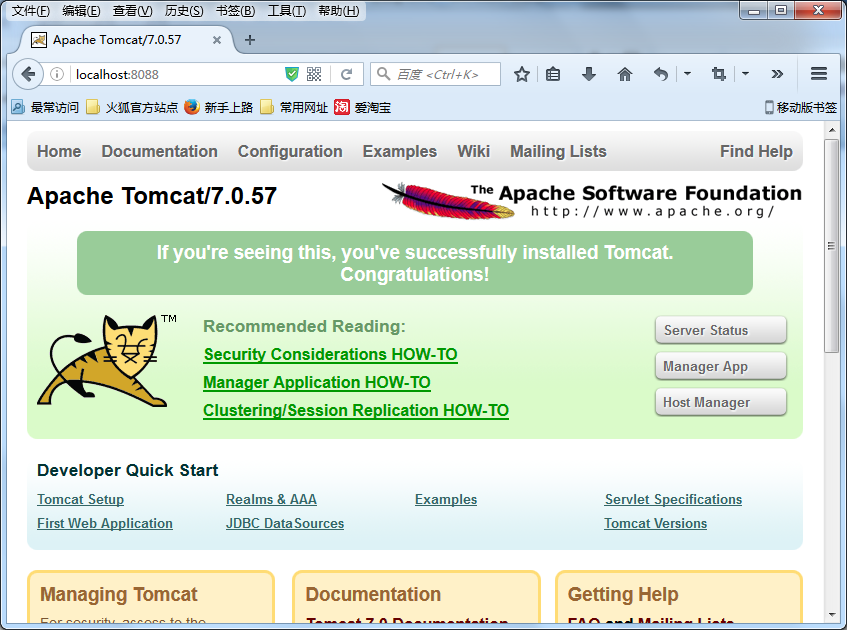 文件(F) 编辑(E) 查看(V) 历史(S) 书签(B) 工具(T) 帮助(H)
Apache Tomcat/7.0.57
localhost:8088
百度 <Ctrl+K>
最常访问 火狐官方站点 新手上路 常用网址 淘 爱淘宝 移动版书签
Home Documentation Configuration Examples Wiki Mailing Lists Find Help
Apache Tomcat/7.0.57
The Apache Software Foundation
http://www.apache.org/
If you're seeing this, you've successfully installed Tomcat.
Congratulations!
TM
Recommended Reading:
Security Considerations HOW-TO
Manager Application HOW-TO
Clustering/Session Replication HOW-TO
Server Status
Manager App
Host Manager
Developer Quick Start
Tomcat Setup Realms & AAA Examples Servlet Specifications
First Web Application JDBC DataSources Tomcat Versions
Managing Tomcat Documentation Getting Help
For security, access to the Tomcat 7.0 Documentation FAQ and Mailing Lists